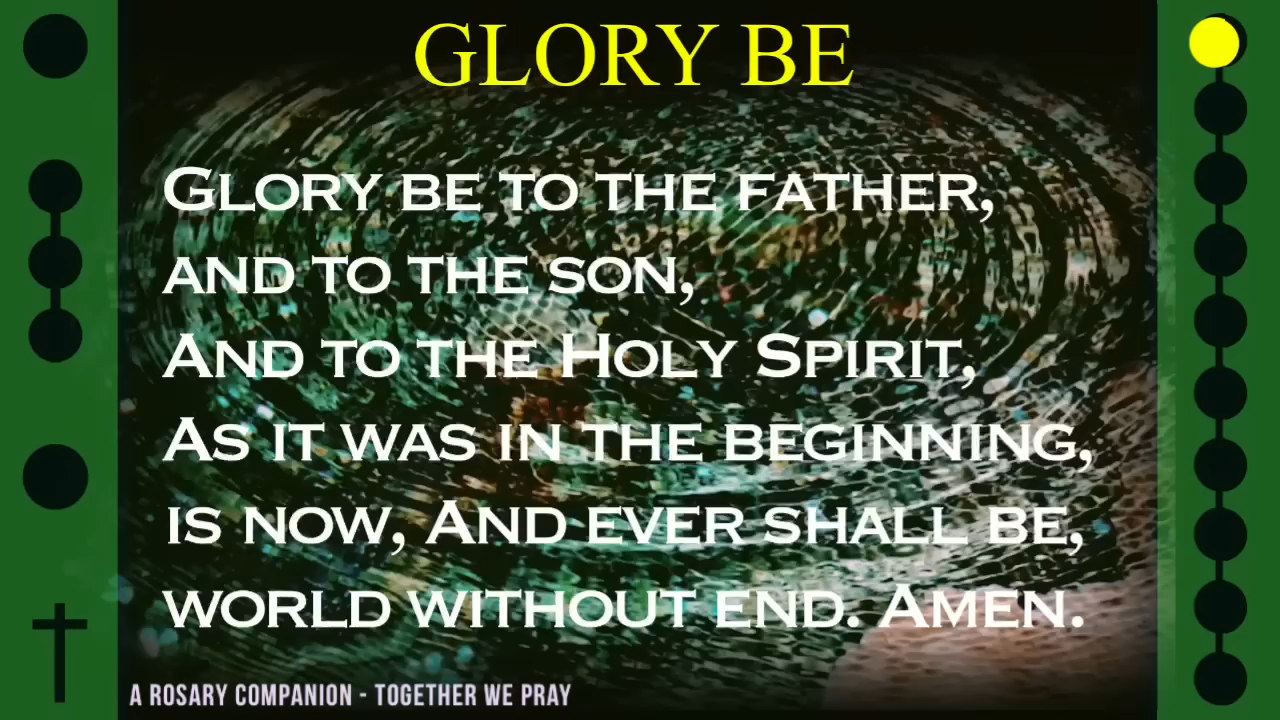 GLORY BE
GLORY BE TO THE FATHER,
AND TO THE SON,
AND TO THE HOLY SPIRIT,
AS IT WAS IN THE BEGINNING,
IS NOW, AND EVER SHALL BE,
WORLD WITHOUT END. AMEN.
A ROSARY COMPANION - TOGETHER WE PRAY